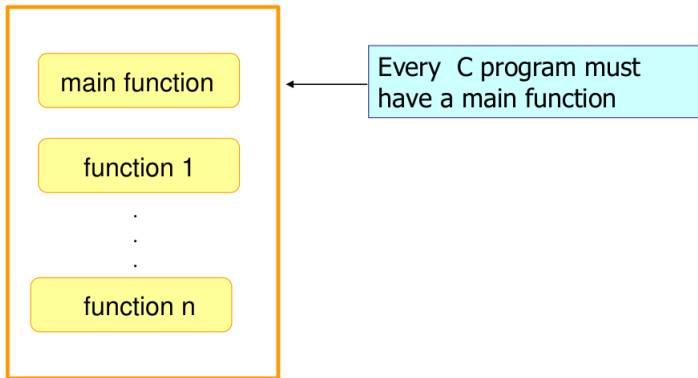 main function
Every C program must
have a main function
function 1
.
.
.
function n